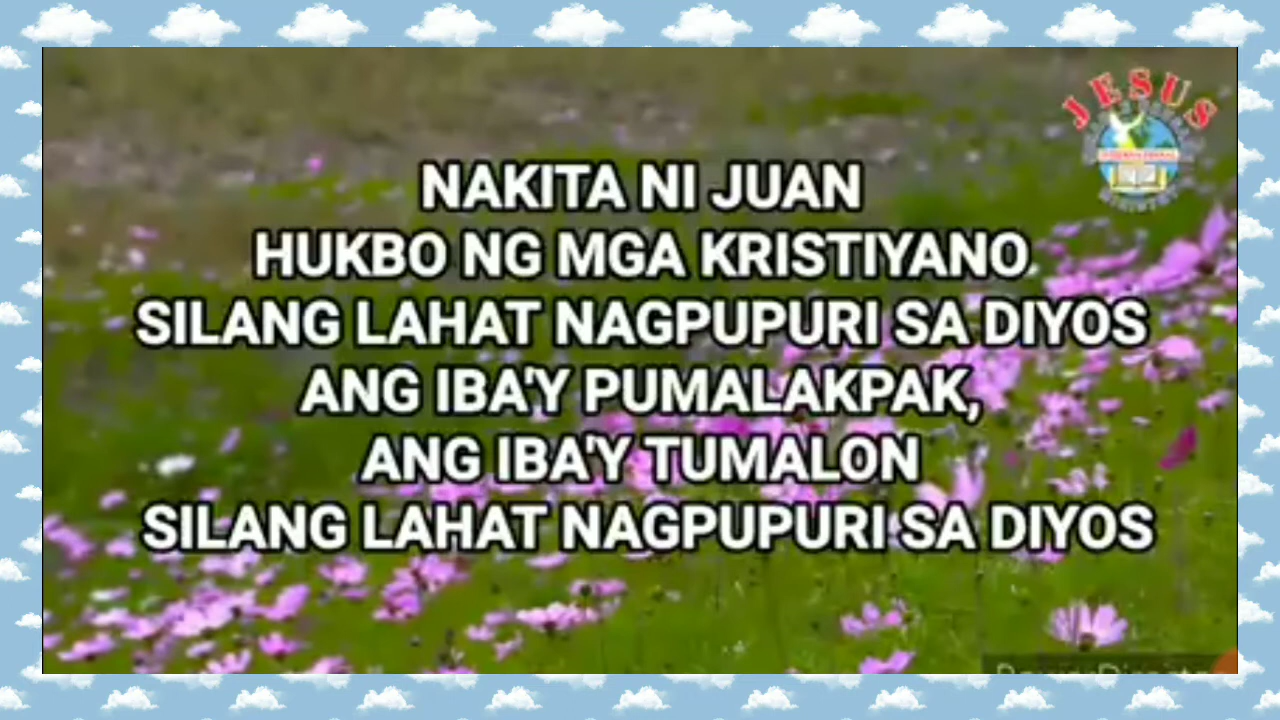 JESUS
NAKITA NI JUAN
HUKBO NG MGA KRISTIYANO
SILANG LAHAT NAGPUPURI SA DIYOS
ANG IBA'Y PUMALAKPAK,
ANG IBA'Y TUMALON
SILANG LAHAT NAGPUPURI SA DIYOS